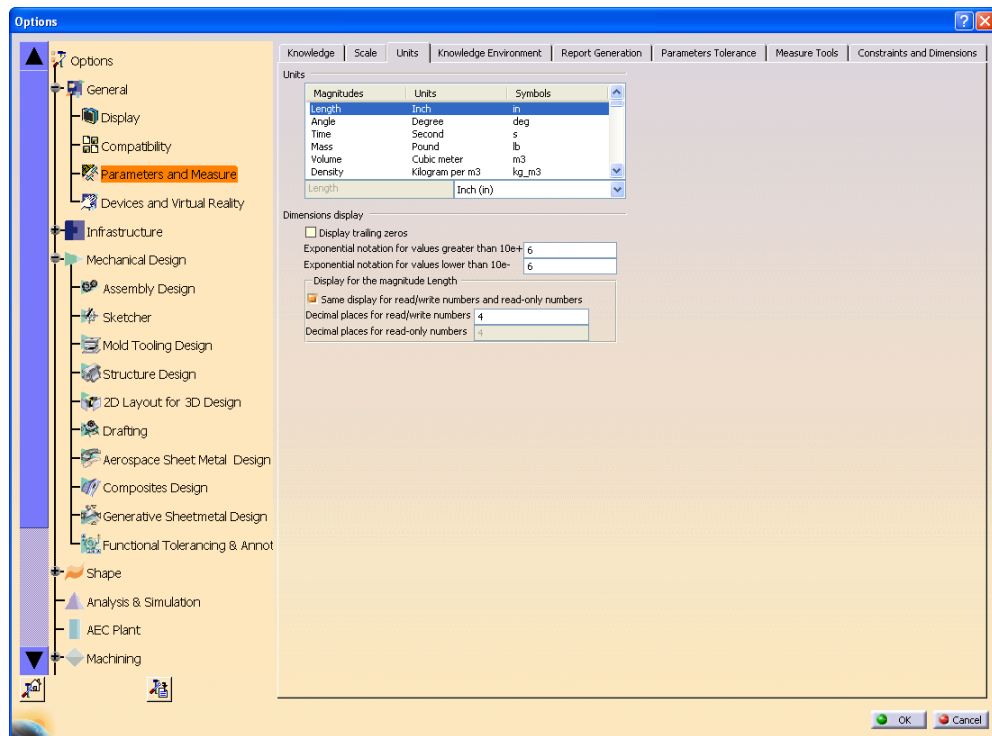 Options
Options
General
Display
Compatibility
Parameters and Measure
Devices and Virtual Reality
Infrastructure
Mechanical Design
Assembly Design
Sketcher
Mold Tooling Design
Structure Design
2D Layout for 3D Design
Drafting
Aerospace Sheet Metal Design
Composites Design
Generative Sheetmetal Design
Functional Tolerancing & Annot
Shape
Analysis & Simulation
AEC Plant
Machining
Knowledge Scale Units Knowledge Environment Report Generation Parameters Tolerance Measure Tools Constraints and Dimensions
Units
Magnitudes Units Symbols
Length Inch in
Angle Degree deg
Time Second s
Mass Pound lb
Volume Cubic meter m3
Density Kilogram per m3 kg_m3
Length Inch (in)
Dimensions display
Display trailing zeros
Exponential notation for values greater than 10e+ 6
Exponential notation for values lower than 10e- 6
Display for the magnitude Length
Same display for read/write numbers and read-only numbers
Decimal places for read/write numbers 4
Decimal places for read-only numbers 4
OK Cancel